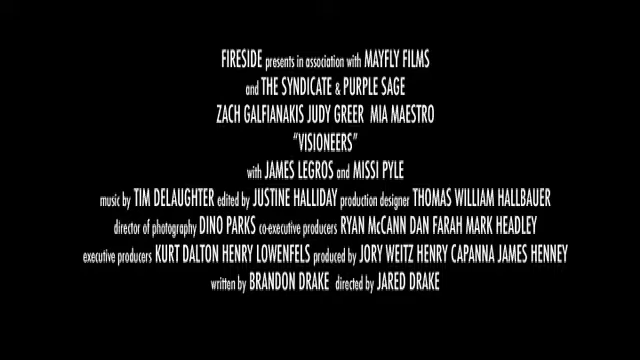 FIRESIDE presents in association with MAYFLY FILMS
and THE SYNDICATE & PURPLE SAGE
ZACH GALFIANAKIS JUDY GREER MIA MAESTRO
"VISIONEERS"
with JAMES LEGROS and MISSI PYLE
music by TIM DELAUGHTER edited by JUSTINE HALLIDAY production designer THOMAS WILLIAM HALLBAUER
director of photography DINO PARKS co-executive producers RYAN McCANN DAN FARAH MARK HEADLEY
executive producers KURT DALTON HENRY LOWENFELS produced by JORY WEITZ HENRY CAPANNA JAMES HENNEY
written by BRANDON DRAKE directed by JARED DRAKE